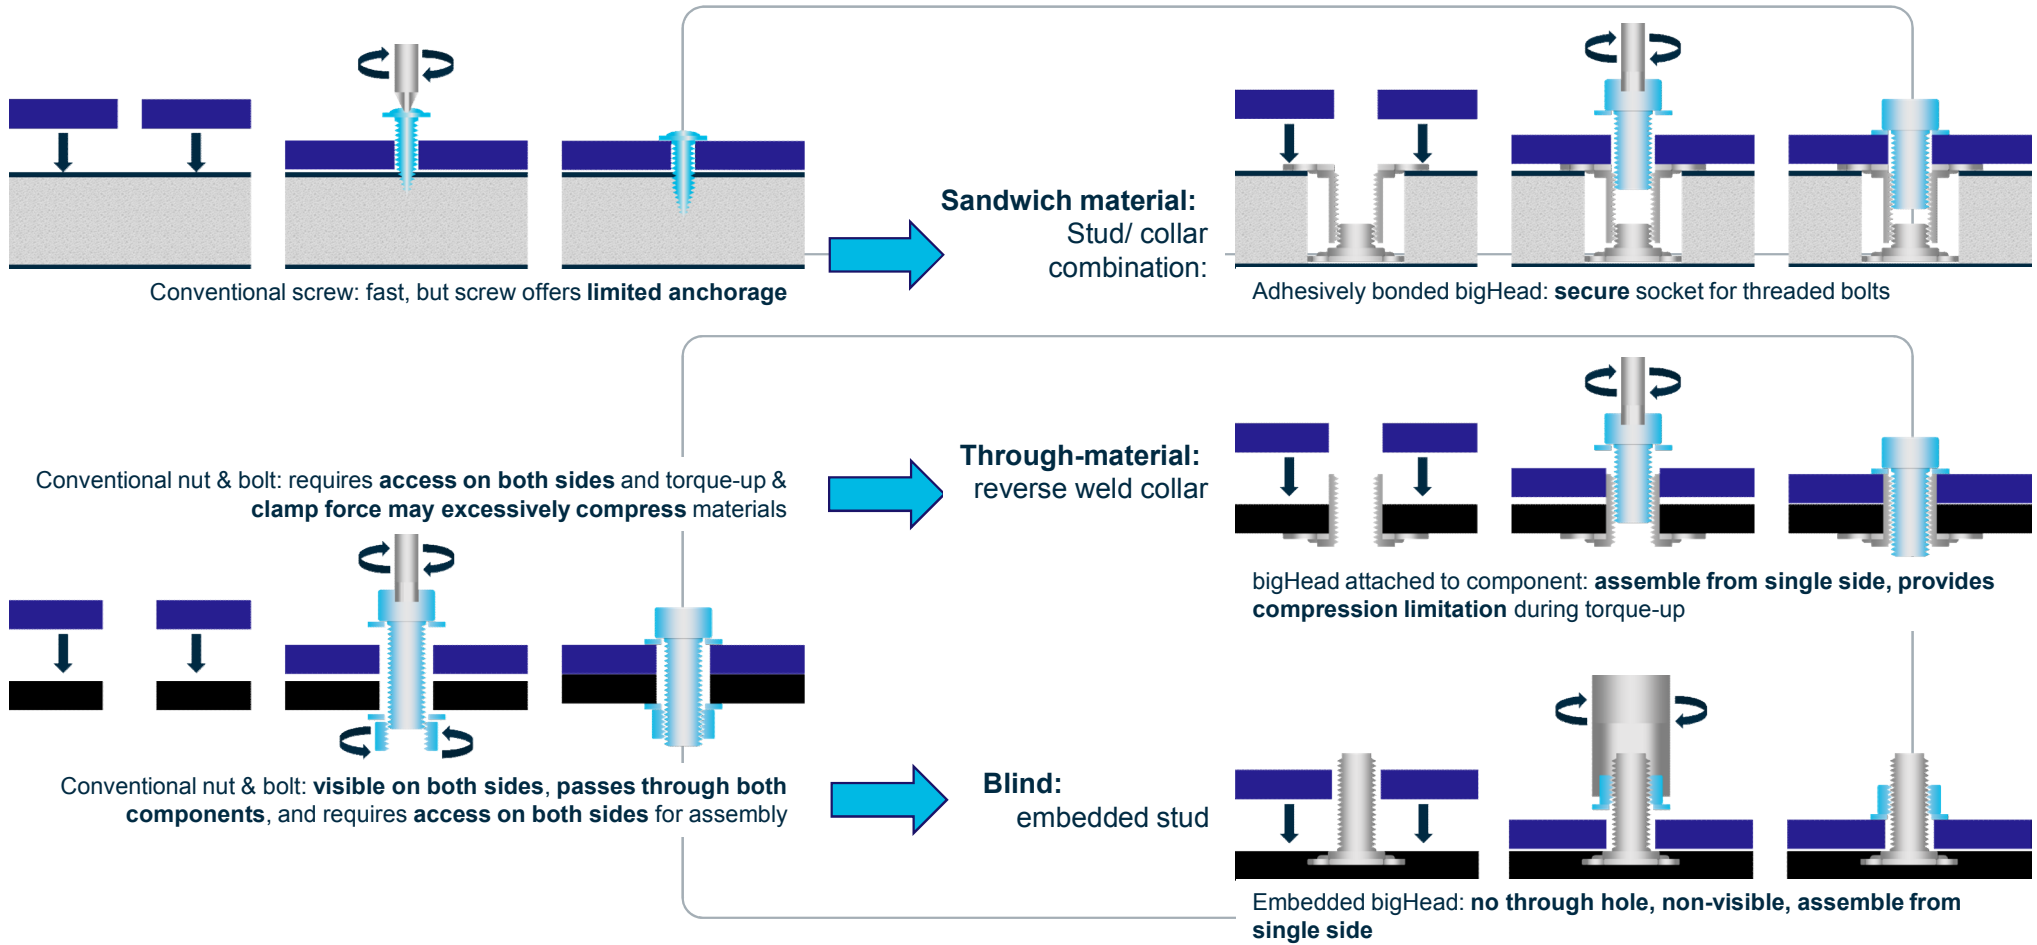 Conventional screw: fast, but screw offers limited anchorage
Sandwich material:
Stud/ collar
combination:
Adhesively bonded bigHead: secure socket for threaded bolts
Conventional nut & bolt: requires access on both sides and torque-up &
clamp force may excessively compress materials
Through-material:
reverse weld collar
bigHead attached to component: assemble from single side, provides
compression limitation during torque-up
Conventional nut & bolt: visible on both sides, passes through both
components, and requires access on both sides for assembly
Blind:
embedded stud
Embedded bigHead: no through hole, non-visible, assemble from
single side